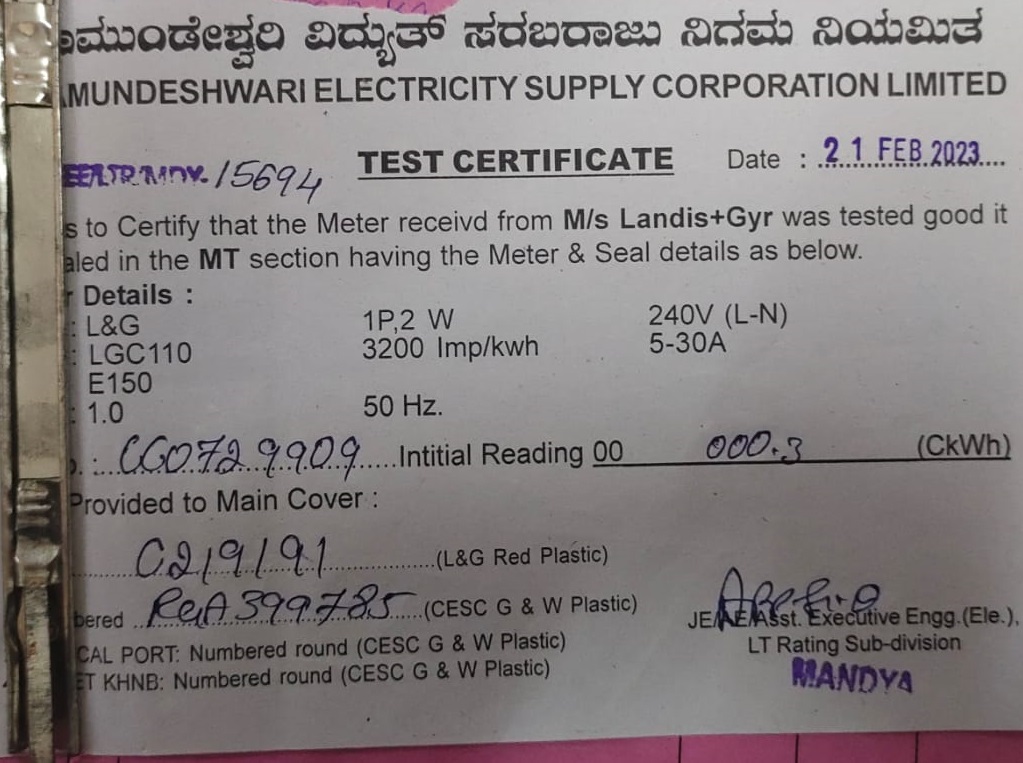 ಾಮುಂಡೇಶ್ವರಿ ವಿದ್ಯುತ್ ಸರಬರಾಜು ನಿಗಮ ನಿಯಮಿತ
MUNDESHWARI ELECTRICITY SUPPLY CORPORATION LIMITED
/15694 TEST CERTIFICATE Date : 21 FEB 2023
s to Certify that the Meter receivd from M/s Landis+Gyr was tested good it
aled in the MT section having the Meter & Seal details as below.
r Details :
: L&G 1P,2 W 240V (L-N)
: LGC110 3200 Imp/kwh 5-30A
E150
: 1.0 50 Hz.
. : CG0729909 Intitial Reading 00 000.3 (CkWh)
Provided to Main Cover :
(L&G Red Plastic)
bered 399785 (CESC G & W Plastic)
CAL PORT: Numbered round (CESC G & W Plastic)
ET KHNB: Numbered round (CESC G & W Plastic)
JE/AE/Asst. Executive Engg.(Ele.),
LT Rating Sub-division
MANDYA